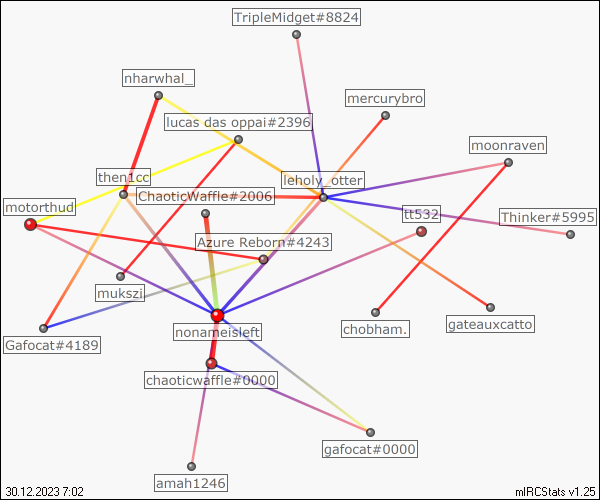 TripleMidget#8824
nharwhal_
mercurybro
lucas das oppai#2396
moonraven
then1cc
leholy_otter
ChaoticWaffle#2006
motorthud
tt532
Thinker#5995
Azure Reborn#4243
mukszi
nonameisleft
chobham.
gateauxcatto
Gafocat#4189
chaoticwaffle#0000
gafocat#0000
amah1246
30.12.2023 7:02
mIRCStats v1.25